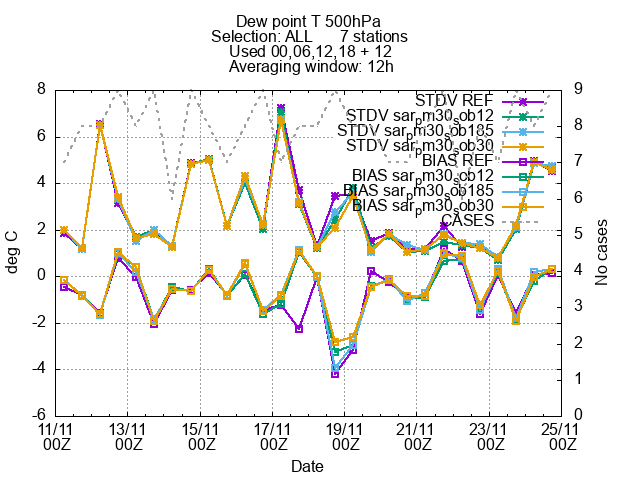 Dew point T 500hPa
Selection: ALL 7 stations
Used 00,06,12,18 + 12
Averaging window: 12h
8
6
4
2
0
-2
-4
-6
deg C
9
8
7
6
5
4
3
2
1
0
No cases
STDV REF
STDV sar_pm30_sob12
STDV sar_pm30_sob185
STDV sar_pm30_sob30
BIAS REF
BIAS sar_pm30_sob12
BIAS sar_pm30_sob185
BIAS sar_pm30_sob30
CASES
11/11 13/11 15/11 17/11 19/11 21/11 23/11 25/11
00Z 00Z 00Z 00Z 00Z 00Z 00Z 00Z
Date